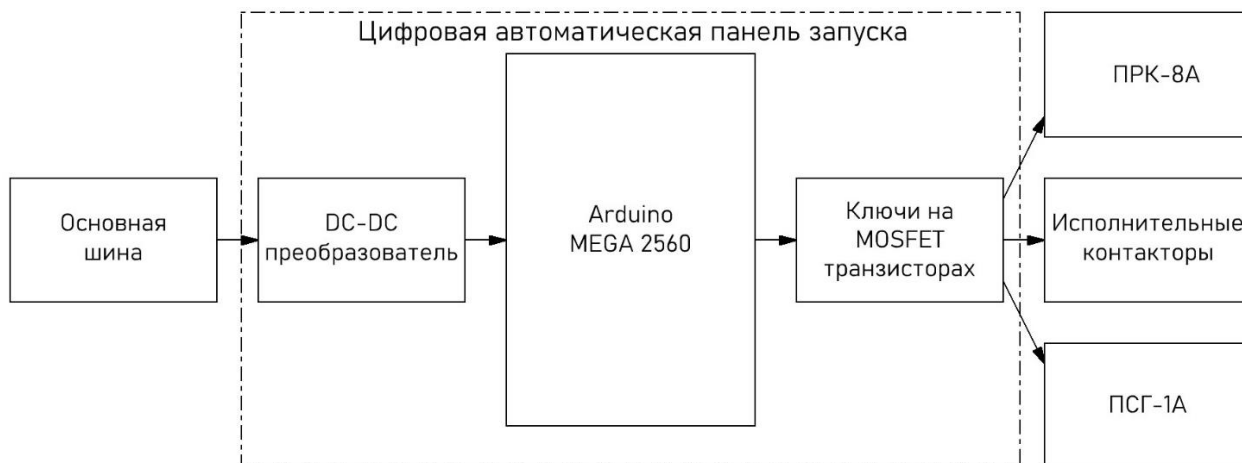 Цифровая автоматическая панель запуска
ПРК-8А
Основная
шина
DC-DC
преобразователь
Arduino
MEGA 2560
Ключи на
MOSFET
транзисторах
Исполнительные
контакторы
ПСГ-1А